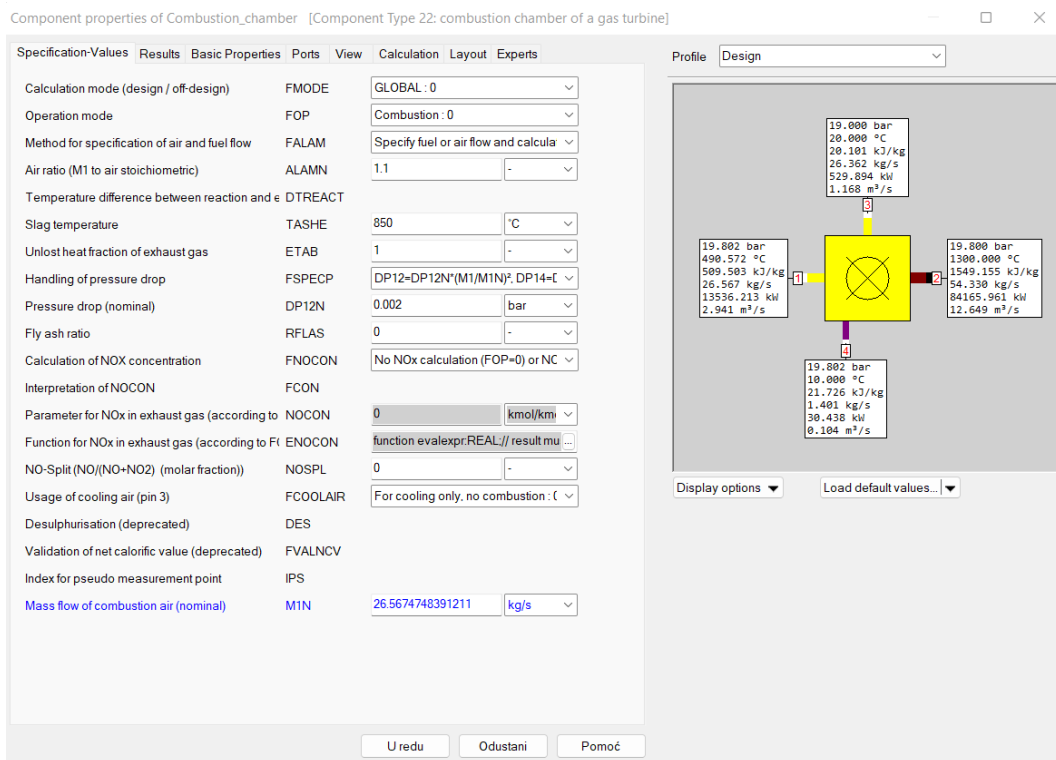 Component properties of Combustion_chamber [Component Type 22: combustion chamber of a gas turbine]
Specification-Values Results Basic Properties Ports View Calculation Layout Experts
Calculation mode (design / off-design) FMODE GLOBAL : 0
Operation mode FOP Combustion : 0
Method for specification of air and fuel flow FALAM Specify fuel or air flow and calcula
Air ratio (M1 to air stoichiometric) ALAMN 1.1 -
Temperature difference between reaction and e DTREACT
Slag temperature TASHE 850 °C
Unlost heat fraction of exhaust gas ETAB 1 -
Handling of pressure drop FSPECP DP12=DP12N*(M1/M1N)², DP14=D
Pressure drop (nominal) DP12N 0.002 bar
Fly ash ratio RFLAS 0 -
Calculation of NOX concentration FNOCON No NOx calculation (FOP=0) or NC
Interpretation of NOCON FCON
Parameter for NOx in exhaust gas (according to NOCON 0 kmol/km
Function for NOx in exhaust gas (according to F( ENOCON function evalexpr:REAL;// result mu ...
NO-Split (NO/(NO+NO2) (molar fraction)) NOSPL 0 -
Usage of cooling air (pin 3) FCOOLAIR For cooling only, no combustion : (
Desulphurisation (deprecated) DES
Validation of net calorific value (deprecated) FVALNCV
Index for pseudo measurement point IPS
Mass flow of combustion air (nominal) M1N 26.5674748391211 kg/s
U redu Odustani Pomoć
Profile Design
19.000 bar
20.000 °C
20.101 kJ/kg
26.362 kg/s
529.894 kW
1.168 m³/s
3
19.802 bar
490.572 °C
509.503 kJ/kg
26.567 kg/s
13536.213 kW
2.941 m³/s
1
2
19.800 bar
1300.000 °C
1549.155 kJ/kg
54.330 kg/s
84165.961 kW
12.649 m³/s
4
19.802 bar
10.000 °C
21.726 kJ/kg
1.401 kg/s
30.438 kW
0.104 m³/s
Display options Load default values...